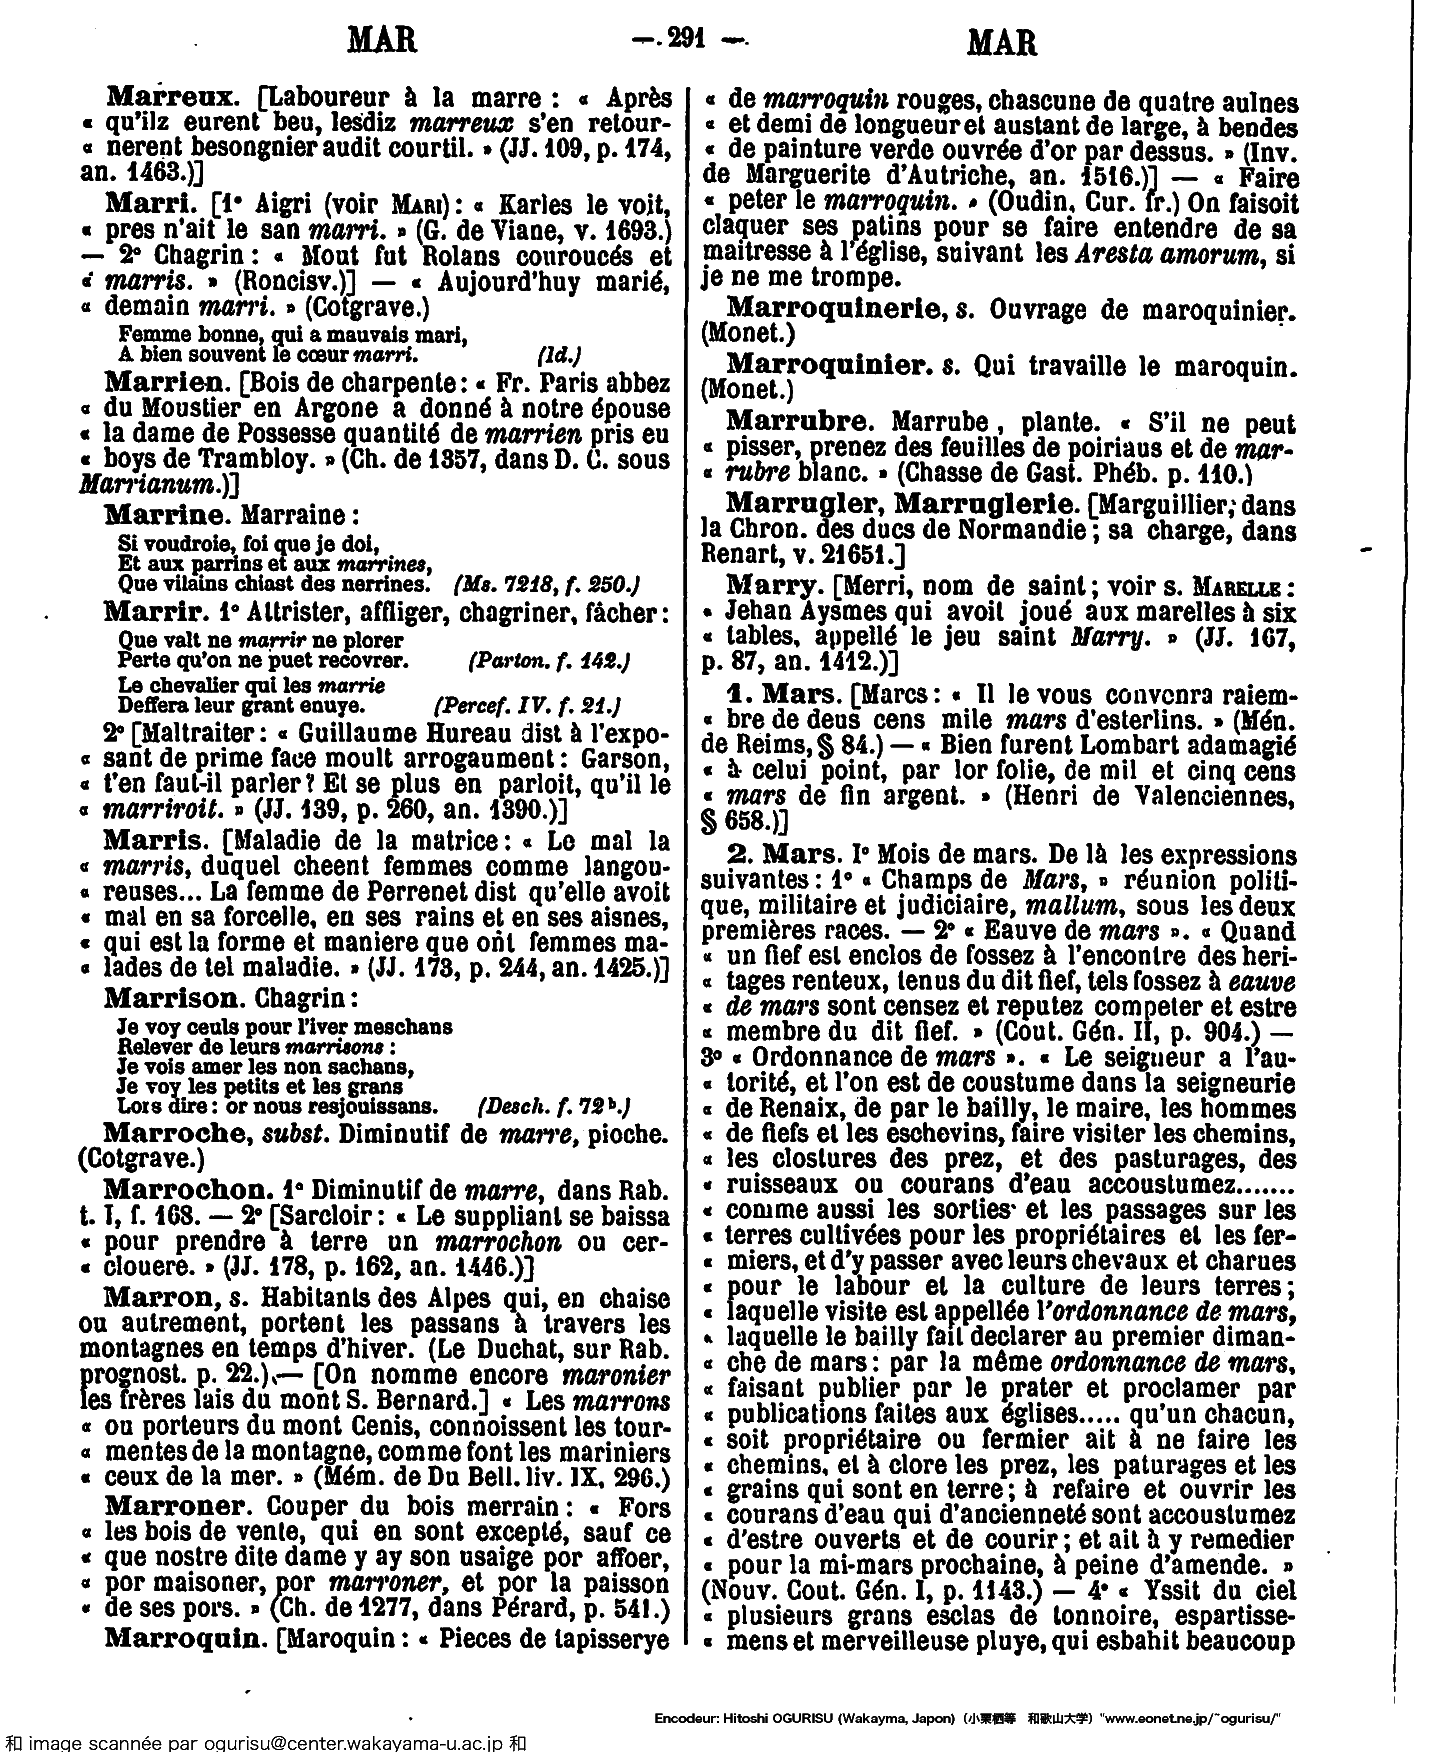 MAR
—. 291 —.
MAR
Marreux. [Laboureur à la marre : « Après
« qu'ilz eurent beu, lesdiz marreux s'en retour-
« nerent besongnier audit courtil. » (JJ. 109, p. 174,
an. 1463.)]
Marri. [1° Aigri (voir MARI) : « Karles le voit,
« pres n'ait le san marri. » (G. de Viane, v. 1693.)
— 2° Chagrin : « Mout fut Rolans couroucés et
« marris. » (Roncisv.)] — « Aujourd'huy marié,
« demain marri. » (Cotgrave.)
Femme bonne, qui a mauvais mari,
A bien souvent le cœur marri. (Id.)
Marrien. [Bois de charpente : « Fr. Paris abbez
« du Moustier en Argone a donné à notre épouse
« la dame de Possesse quantité de marrien pris eu
« boys de Trambloy. » (Ch. de 1357, dans D. C. sous
Marrianum.)]
Marrine. Marraine :
Si voudroie, foi que je doi,
Et aux parrins et aux marrines,
Que vilains chiast des nerrines. (Ms. 7218, f. 250.)
Marrir. 1° Attrister, affliger, chagriner, fâcher :
Que valt ne marrir ne plorer
Perte qu'on ne puet recovrer. (Parton. f. 142.)
Le chevalier qui les marrie
Deffera leur grant enuye. (Percef. IV. f. 21.)
2° [Maltraiter : « Guillaume Hureau dist à l'expo-
« sant de prime face moult arrogaument : Garson,
« t'en faut-il parler ? Et se plus en parloit, qu'il le
« marriroit. » (JJ. 139, p. 260, an. 1390.)]
Marris. [Maladie de la matrice : « Le mal la
« marris, duquel cheent femmes comme langou-
« reuses... La femme de Perrenet dist qu'elle avoit
« mal en sa forcelle, en ses rains et en ses aisnes,
« qui est la forme et maniere que ont femmes ma-
« lades de tel maladie. » (JJ. 173, p. 244, an. 1425.)]
Marrison. Chagrin :
Je voy ceuls pour l'iver meschans
Relever de leurs marrisons :
Je vois amer les non sachans,
Je voy les petits et les grans
Lors dire : or nous resjouissans. (Desch. f. 72ᵇ.)
Marroche, subst. Diminutif de marre, pioche.
(Cotgrave.)
Marrochon. 1° Diminutif de marre, dans Rab.
t. I, f. 168. — 2° [Sarcloir : « Le suppliant se baissa
« pour prendre à terre un marrochon ou cer-
« clouere. » (JJ. 178, p. 162, an. 1446.)]
Marron, s. Habitants des Alpes qui, en chaise
ou autrement, portent les passans à travers les
montagnes en temps d'hiver. (Le Duchat, sur Rab.
prognost. p. 22.) — [On nomme encore maronier
les frères lais du mont S. Bernard.] « Les marrons
« ou porteurs du mont Cenis, connoissent les tour-
« mentes de la montagne, comme font les mariniers
« ceux de la mer. » (Mém. de Du Bell. liv. IX, 296.)
Marroner. Couper du bois merrain : « Fors
« les bois de vente, qui en sont excepté, sauf ce
« que nostre dite dame y ay son usaige por affoer,
« por maisoner, por marroner, et por la paisson
« de ses pors. » (Ch. de 1277, dans Pérard, p. 541.)
Marroquin. [Maroquin : « Pieces de tapisserye
« de marroquin rouges, chascune de quatre aulnes
« et demi de longueur et austant de large, à bendes
« de painture verde ouvrée d'or par dessus. » (Inv.
de Marguerite d'Autriche, an. 1516.)] — « Faire
« peter le marroquin. » (Oudin, Cur. fr.) On faisoit
claquer ses patins pour se faire entendre de sa
maitresse à l'église, suivant les Aresta amorum, si
je ne me trompe.
Marroquinerie, s. Ouvrage de maroquinier.
(Monet.)
Marroquinier. s. Qui travaille le maroquin.
(Monet.)
Marrubre. Marrube, plante. « S'il ne peut
« pisser, prenez des feuilles de poiriaus et de mar-
« rubre blanc. » (Chasse de Gast. Phéb. p. 110.)
Marrugler, Marruglerie. [Marguillier, dans
la Chron. des ducs de Normandie ; sa charge, dans
Renart, v. 21651.]
Marry. [Merri, nom de saint ; voir s. MARELLE :
« Jehan Aysmes qui avoit joué aux marelles à six
« tables, appellé le jeu saint Marry. » (JJ. 167,
p. 87, an. 1412.)]
1. Mars. [Marcs : « Il le vous convenra raiem-
« bre de deus cens mile mars d'esterlins. » (Mén.
de Reims, § 84.) — « Bien furent Lombart adamagié
« à celui point, par lor folie, de mil et cinq cens
« mars de fin argent. » (Henri de Valenciennes,
§ 658.)]
2. Mars. I° Mois de mars. De là les expressions
suivantes : 1° « Champs de Mars, » réunion politi-
que, militaire et judiciaire, mallum, sous les deux
premières races. — 2° « Eauve de mars ». « Quand
« un fief est enclos de fossez à l'encontre des heri-
« tages renteux, tenus du dit fief, tels fossez à eauve
« de mars sont censez et reputez competer et estre
« membre du dit fief. » (Cout. Gén. II, p. 904.) —
3° « Ordonnance de mars ». « Le seigneur a l'au-
« torité, et l'on est de coustume dans la seigneurie
« de Renaix, de par le bailly, le maire, les hommes
« de fiefs et les eschevins, faire visiter les chemins,
« les clostures des prez, et des pasturages, des
« ruisseaux ou courans d'eau accoustumez.......
« comme aussi les sorties et les passages sur les
« terres cultivées pour les propriétaires et les fer-
« miers, et d'y passer avec leurs chevaux et charues
« pour le labour et la culture de leurs terres ;
« laquelle visite est appellée l'ordonnance de mars,
« laquelle le bailly fait declarer au premier diman-
« che de mars : par la même ordonnance de mars,
« faisant publier par le prater et proclamer par
« publications faites aux églises..... qu'un chacun,
« soit propriétaire ou fermier ait à ne faire les
« chemins, et à clore les prez, les paturages et les
« grains qui sont en terre ; à refaire et ouvrir les
« courans d'eau qui d'ancienneté sont accoustumez
« d'estre ouverts et de courir ; et ait à y remedier
« pour la mi-mars prochaine, à peine d'amende. »
(Nouv. Cout. Gén. I, p. 1143.) — 4° « Yssit du ciel
« plusieurs grans esclas de tonnoire, espartisse-
« mens et merveilleuse pluye, qui esbahit beaucoup
Encodeur: Hitoshi OGURISU (Wakayma, Japon) (小栗栖等 和歌山大学) "www.eonet.ne.jp/~ogurisu/"
和 image scannée par ogurisu@center.wakayama-u.ac.jp 和